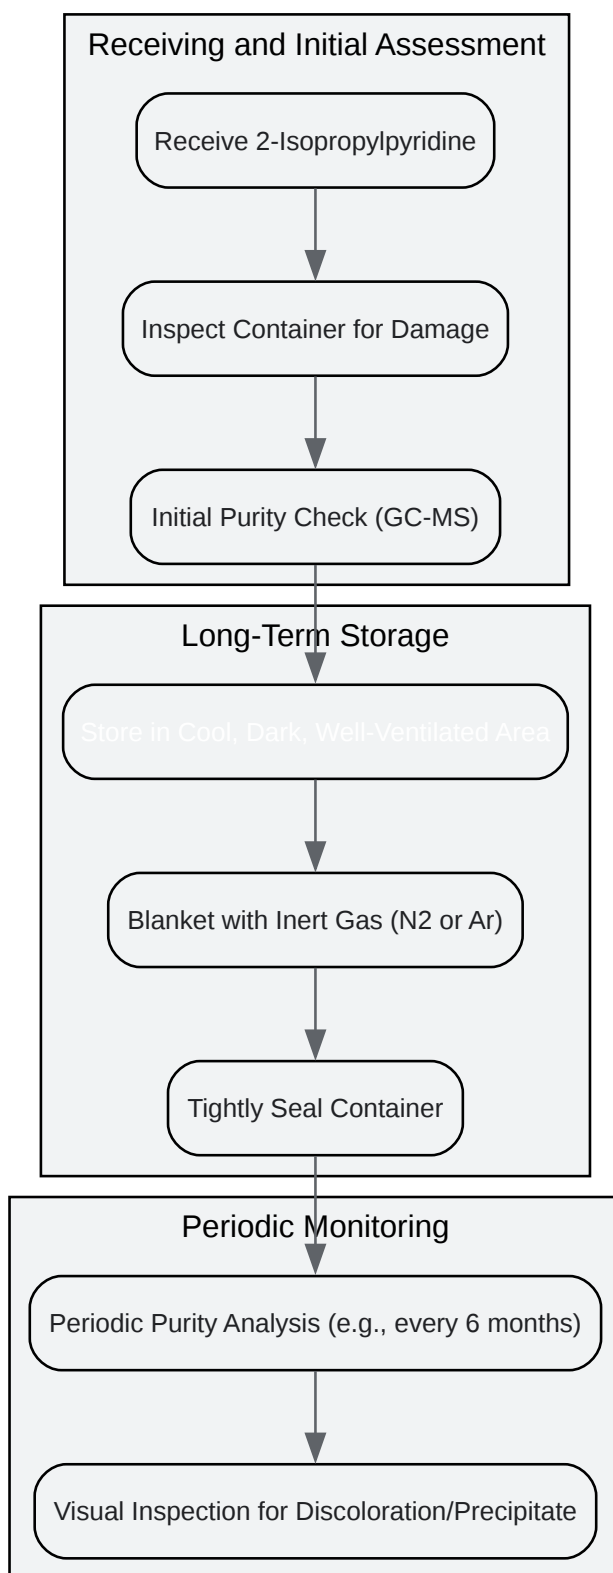 Receiving and Initial Assessment
Receive 2-Isopropylpyridine
Inspect Container for Damage
Initial Purity Check (GC-MS)
Long-Term Storage
Store in Cool, Dark, Well-Ventilated Area
Blanket with Inert Gas (N2 or Ar)
Tightly Seal Container
Periodic Monitoring
Periodic Purity Analysis (e.g., every 6 months)
Visual Inspection for Discoloration/Precipitate